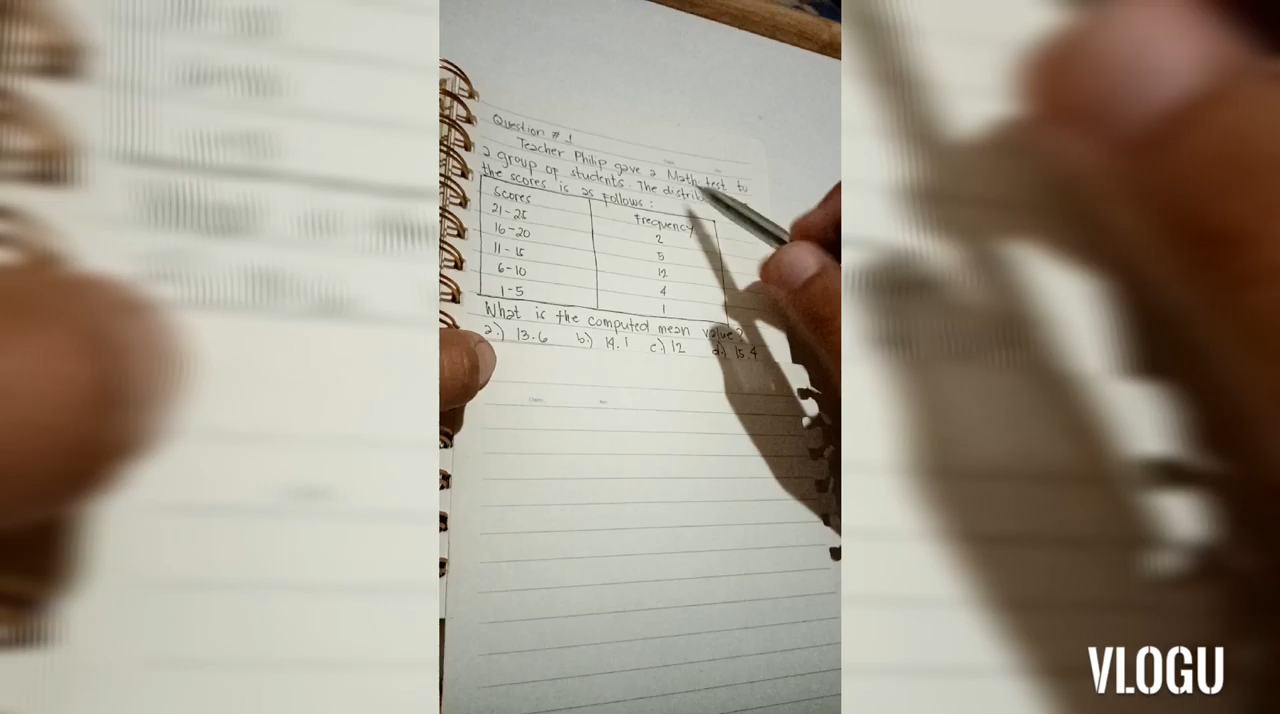 Question # 1
Teacher Philip gave a Math test to
a group of students. The distrib
the scores is as follows:
Scores Frequency
21-25 2
16-20 5
11-15 12
6-10 4
1-5 1
What is the computed mean value?
a.) 13.6 b.) 14.1 c.) 12 d.) 15.4
VLOGU